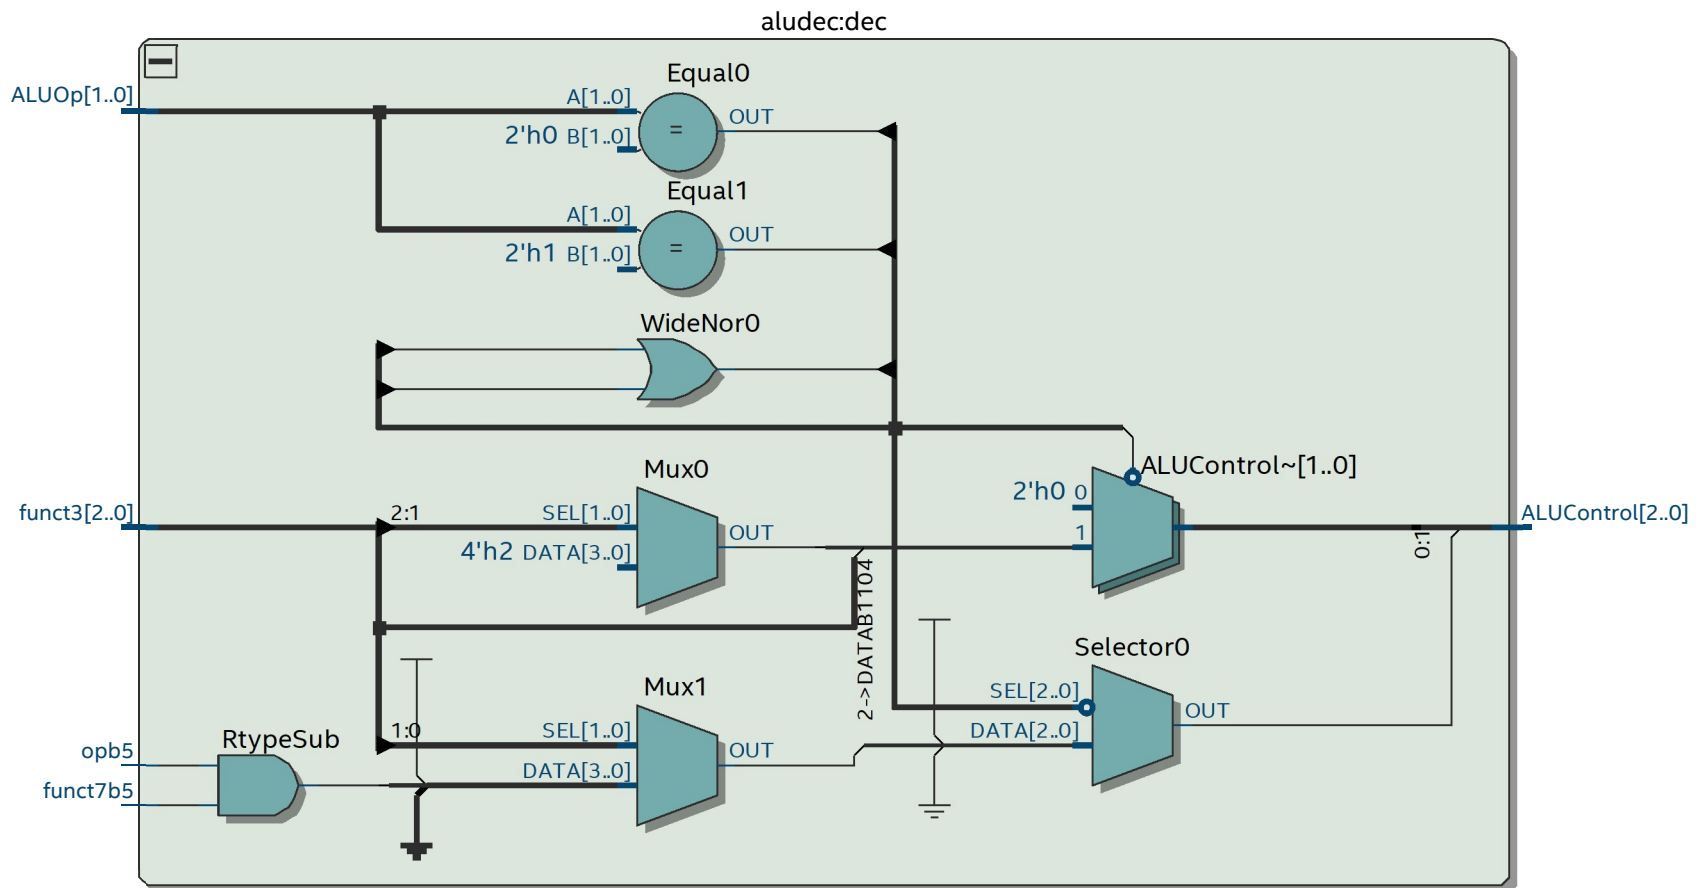 aludec:dec
Equal0
ALUOp[1..0]
A[1..0]
OUT
=
2'h0 B[1..0]
Equal1
A[1..0]
OUT
=
2'h1 B[1..0]
WideNor0
ALUControl~[1..0]
Mux0
2'h0 0
funct3[2..0]
2:1
SEL[1..0]
ALUControl[2..0]
OUT
1
0:1
4'h2 DATA[3..0]
2->DATAB1104
Selector0
Mux1
SEL[2..0]
OUT
1:0
SEL[1..0]
DATA[2..0]
RtypeSub
opb5
OUT
DATA[3..0]
funct7b5